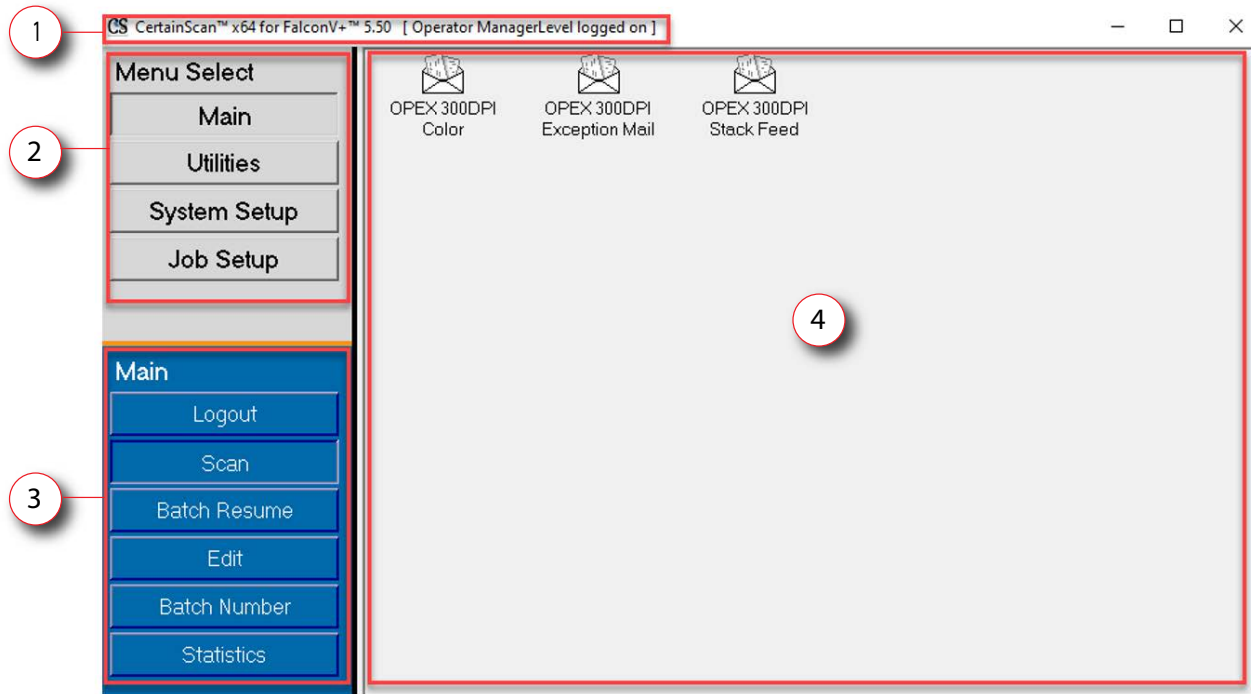 1
CS CertainScan™ x64 for FalconV+™ 5.50 [ Operator ManagerLevel logged on ]
2
Menu Select
Main
Utilities
System Setup
Job Setup
3
Main
Logout
Scan
Batch Resume
Edit
Batch Number
Statistics
OPEX 300DPI
Color
OPEX 300DPI
Exception Mail
OPEX 300DPI
Stack Feed
4